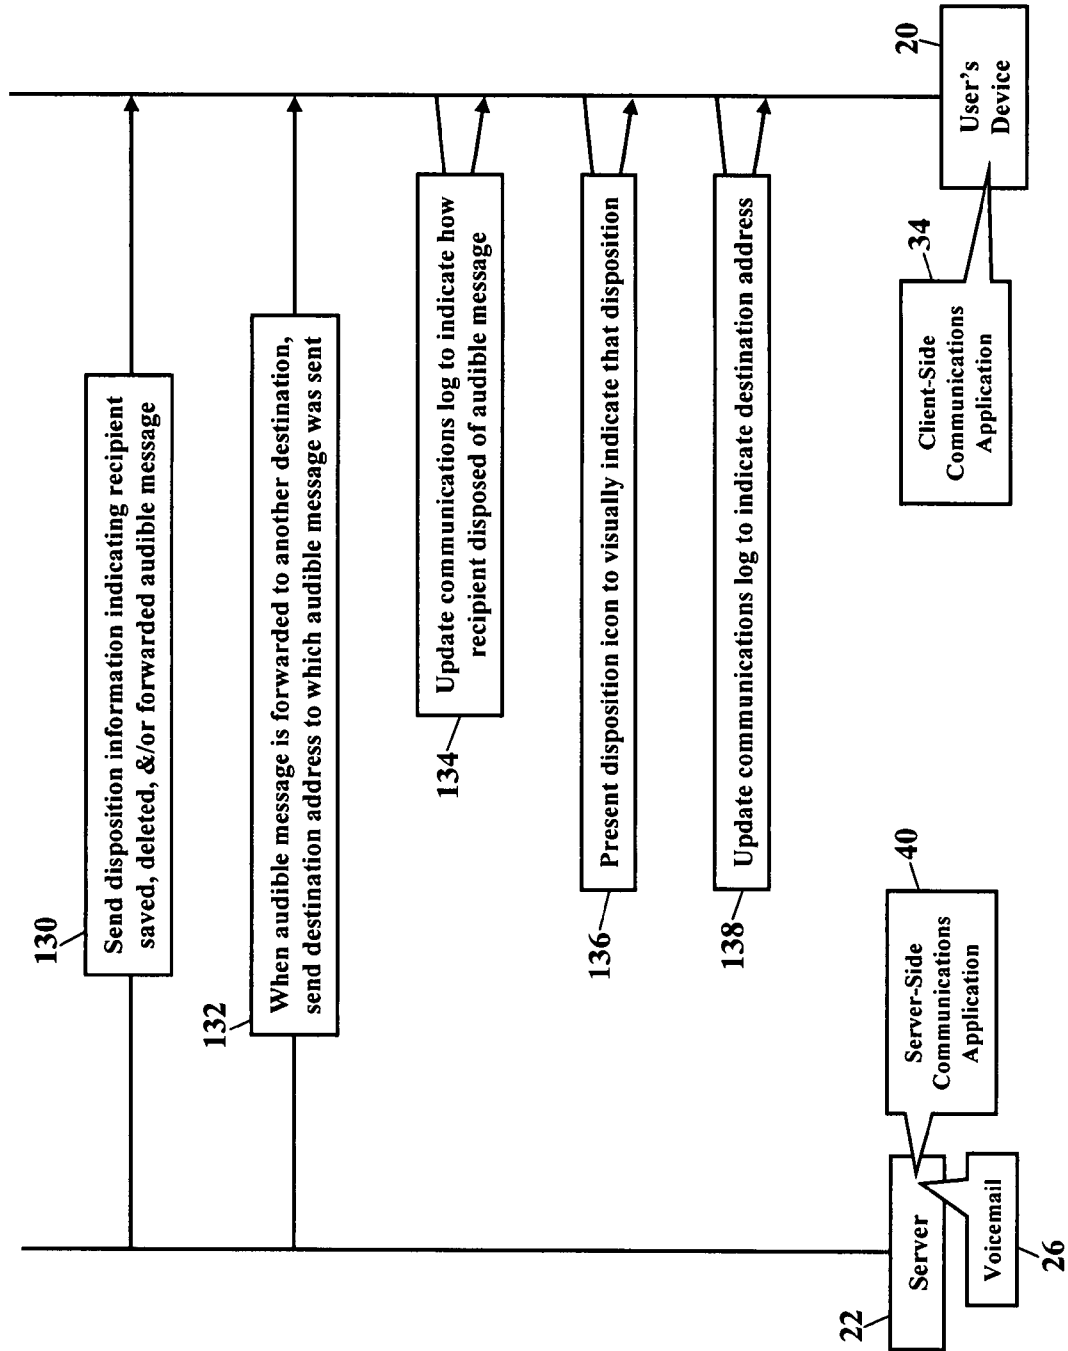 130
Send disposition information indicating recipient
saved, deleted, &/or forwarded audible message
132
When audible message is forwarded to another destination,
send destination address to which audible message was sent
134
Update communications log to indicate how
recipient disposed of audible message
136
Present disposition icon to visually indicate that disposition
138
Update communications log to indicate destination address
22
Server
Voicemail
26
Server-Side
Communications
Application
40
Client-Side
Communications
Application
34
User's
Device
20